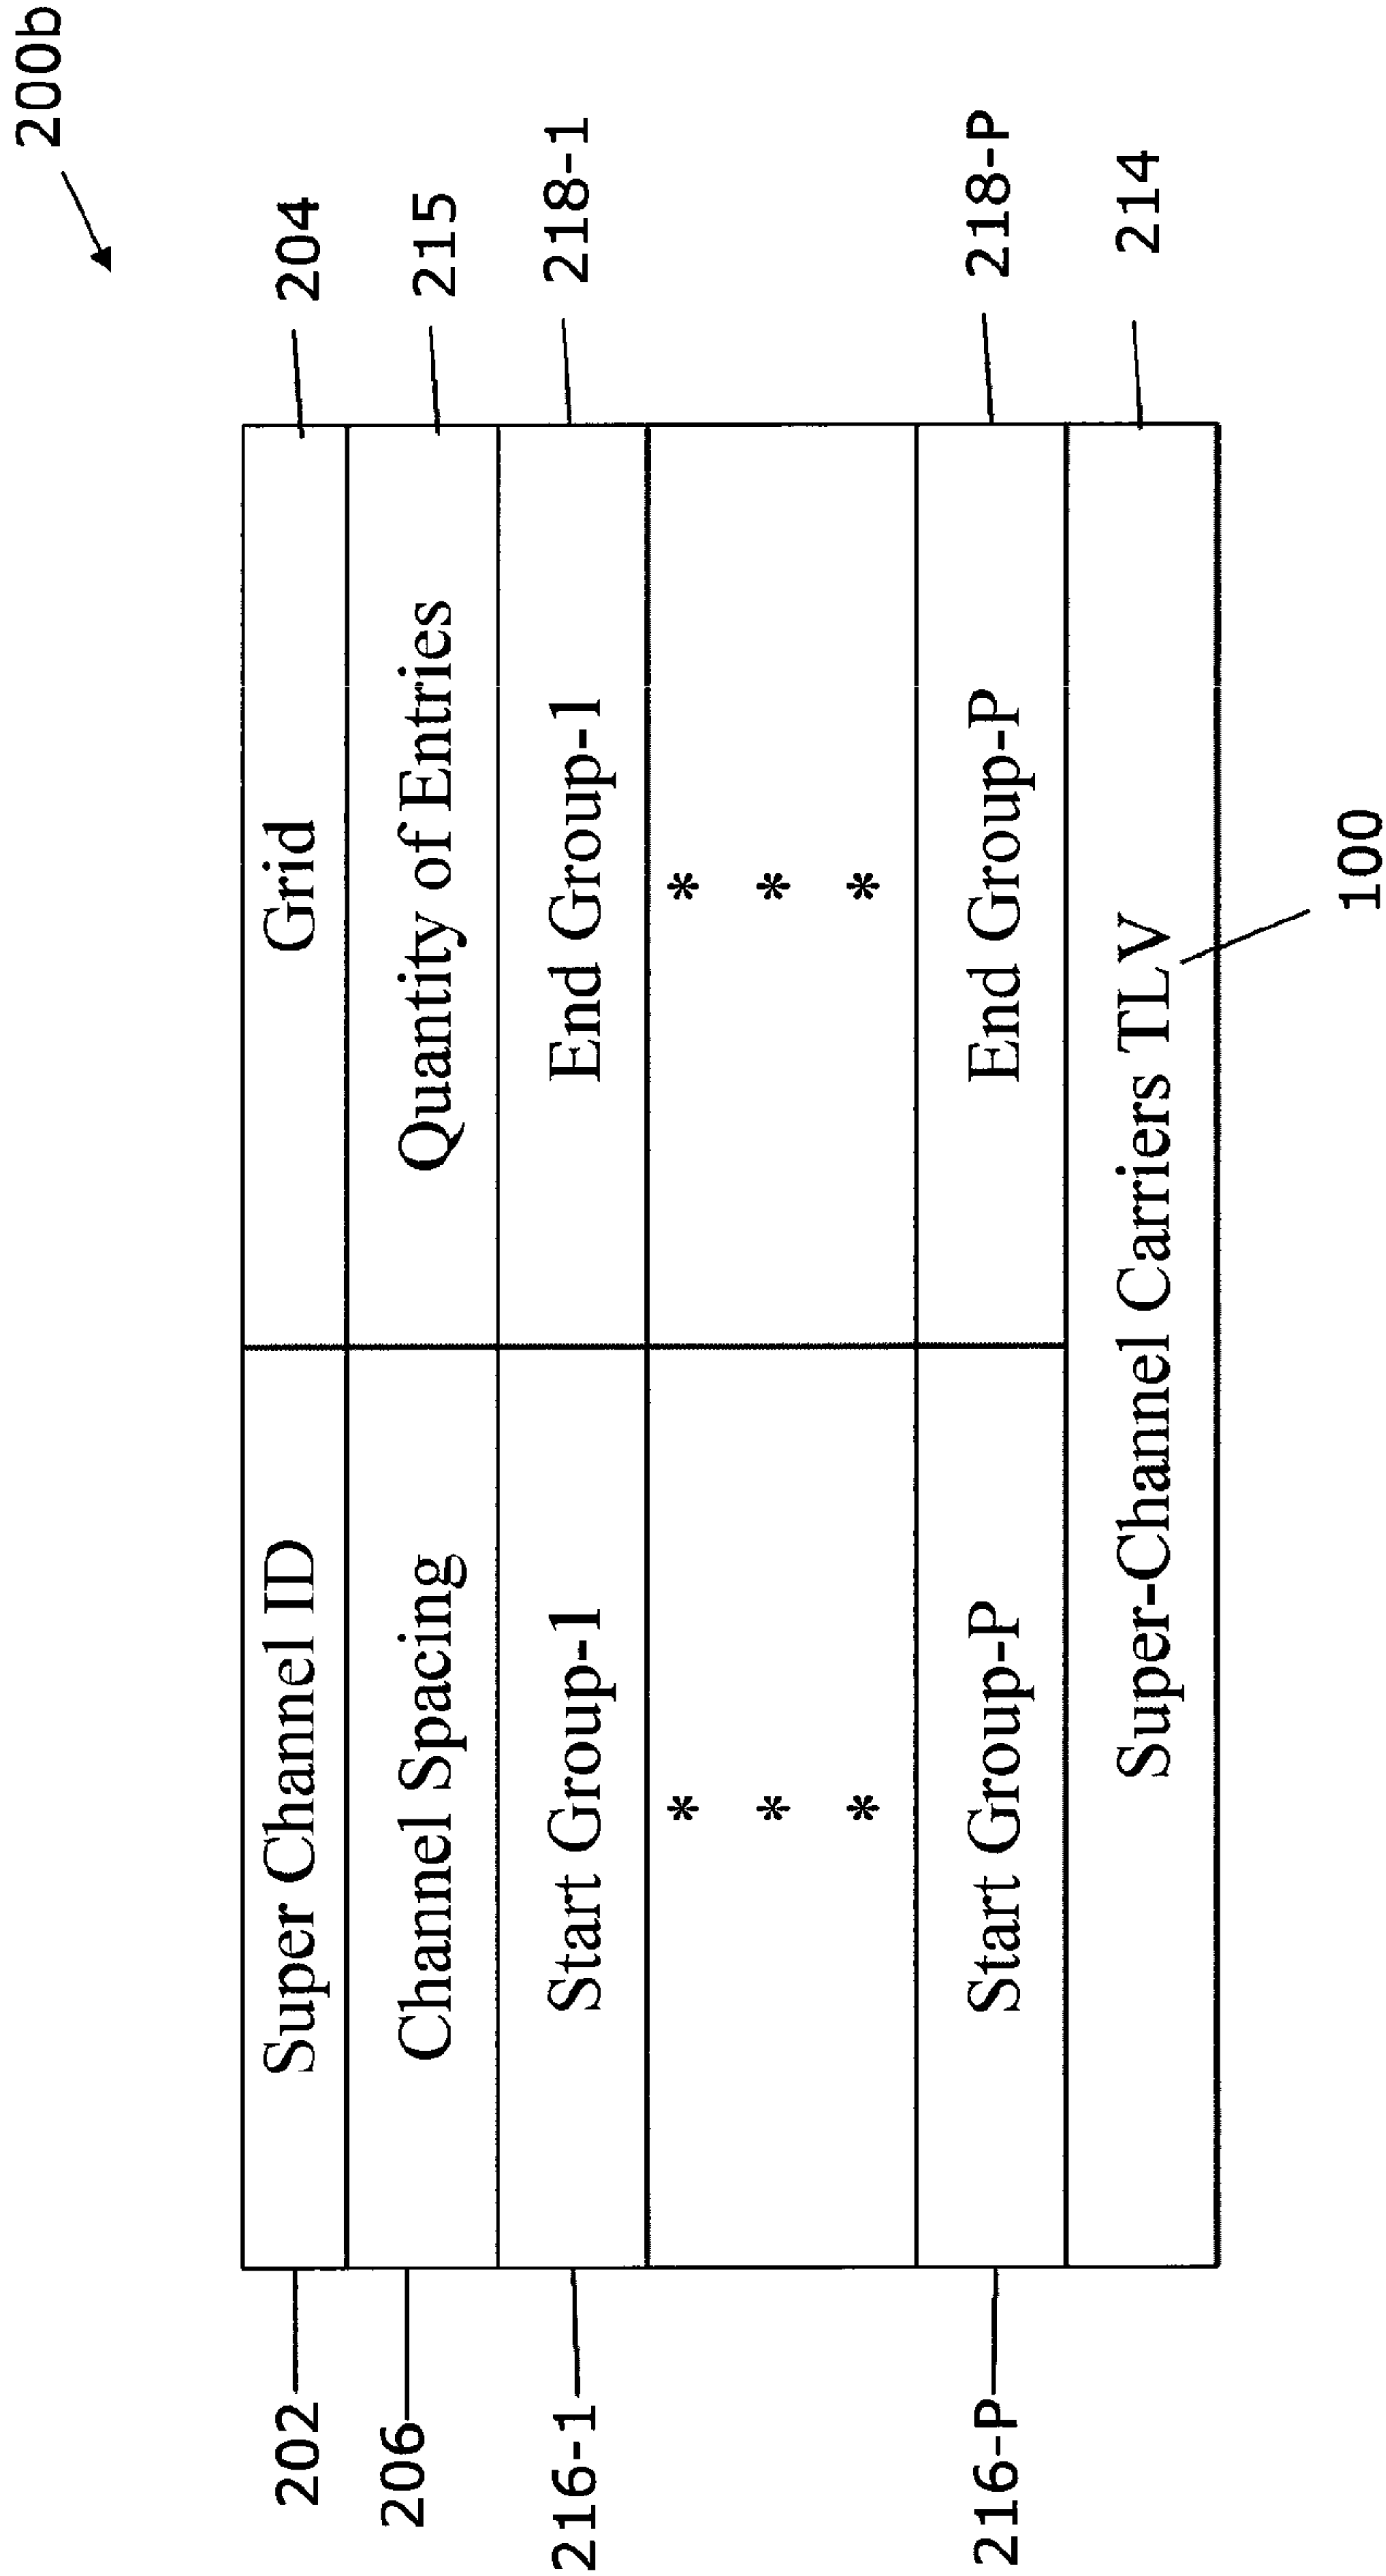 200b
202 Super Channel ID Grid 204
206 Channel Spacing Quantity of Entries 215
216-1 Start Group-1 End Group-1 218-1
* *
* *
* *
216-P Start Group-P End Group-P 218-P
Super-Channel Carriers TLV 214
100